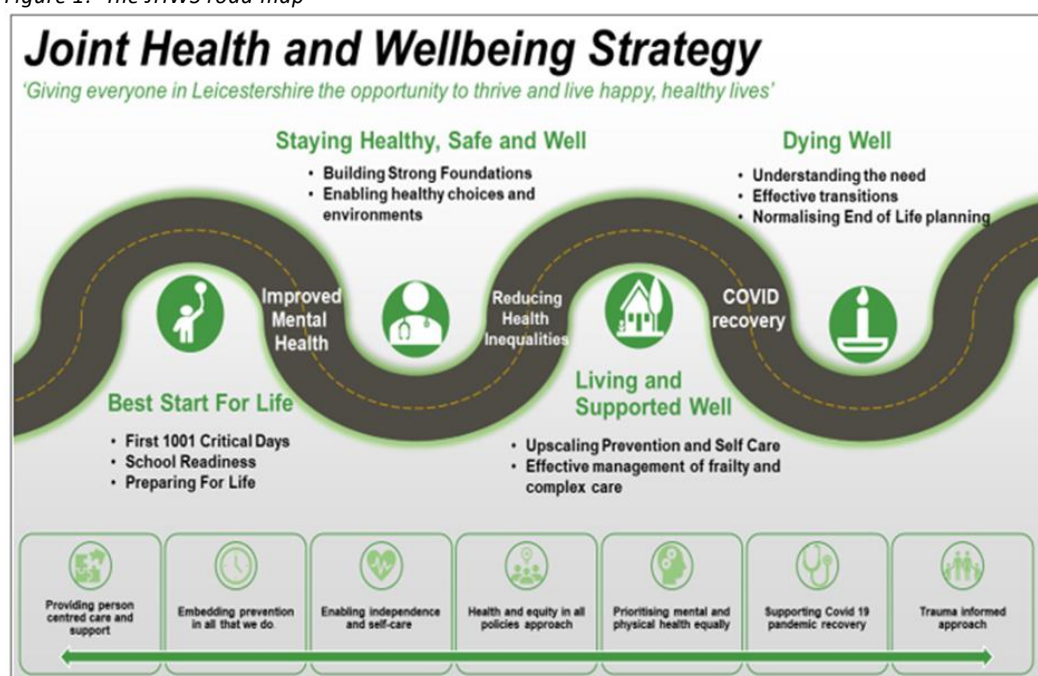 Figure 1: The JHWS road map
Joint Health and Wellbeing Strategy
'Giving everyone in Leicestershire the opportunity to thrive and live happy, healthy lives'
Staying Healthy, Safe and Well
• Building Strong Foundations
• Enabling healthy choices and
environments
Dying Well
• Understanding the need
• Effective transitions
• Normalising End of Life planning
Improved
Mental
Health
Reducing
Health
Inequalities
COVID
recovery
Best Start For Life
• First 1001 Critical Days
• School Readiness
• Preparing For Life
Living and
Supported Well
• Upscaling Prevention and Self Care
• Effective management of frailty and
complex care
Providing person
centred care and
support
Embedding prevention
in all that we do.
Enabling independence
and self-care
Health and equity in all
policies approach
Prioritising mental and
physical health equally
Supporting Covid 19
pandemic recovery
Trauma informed
approach